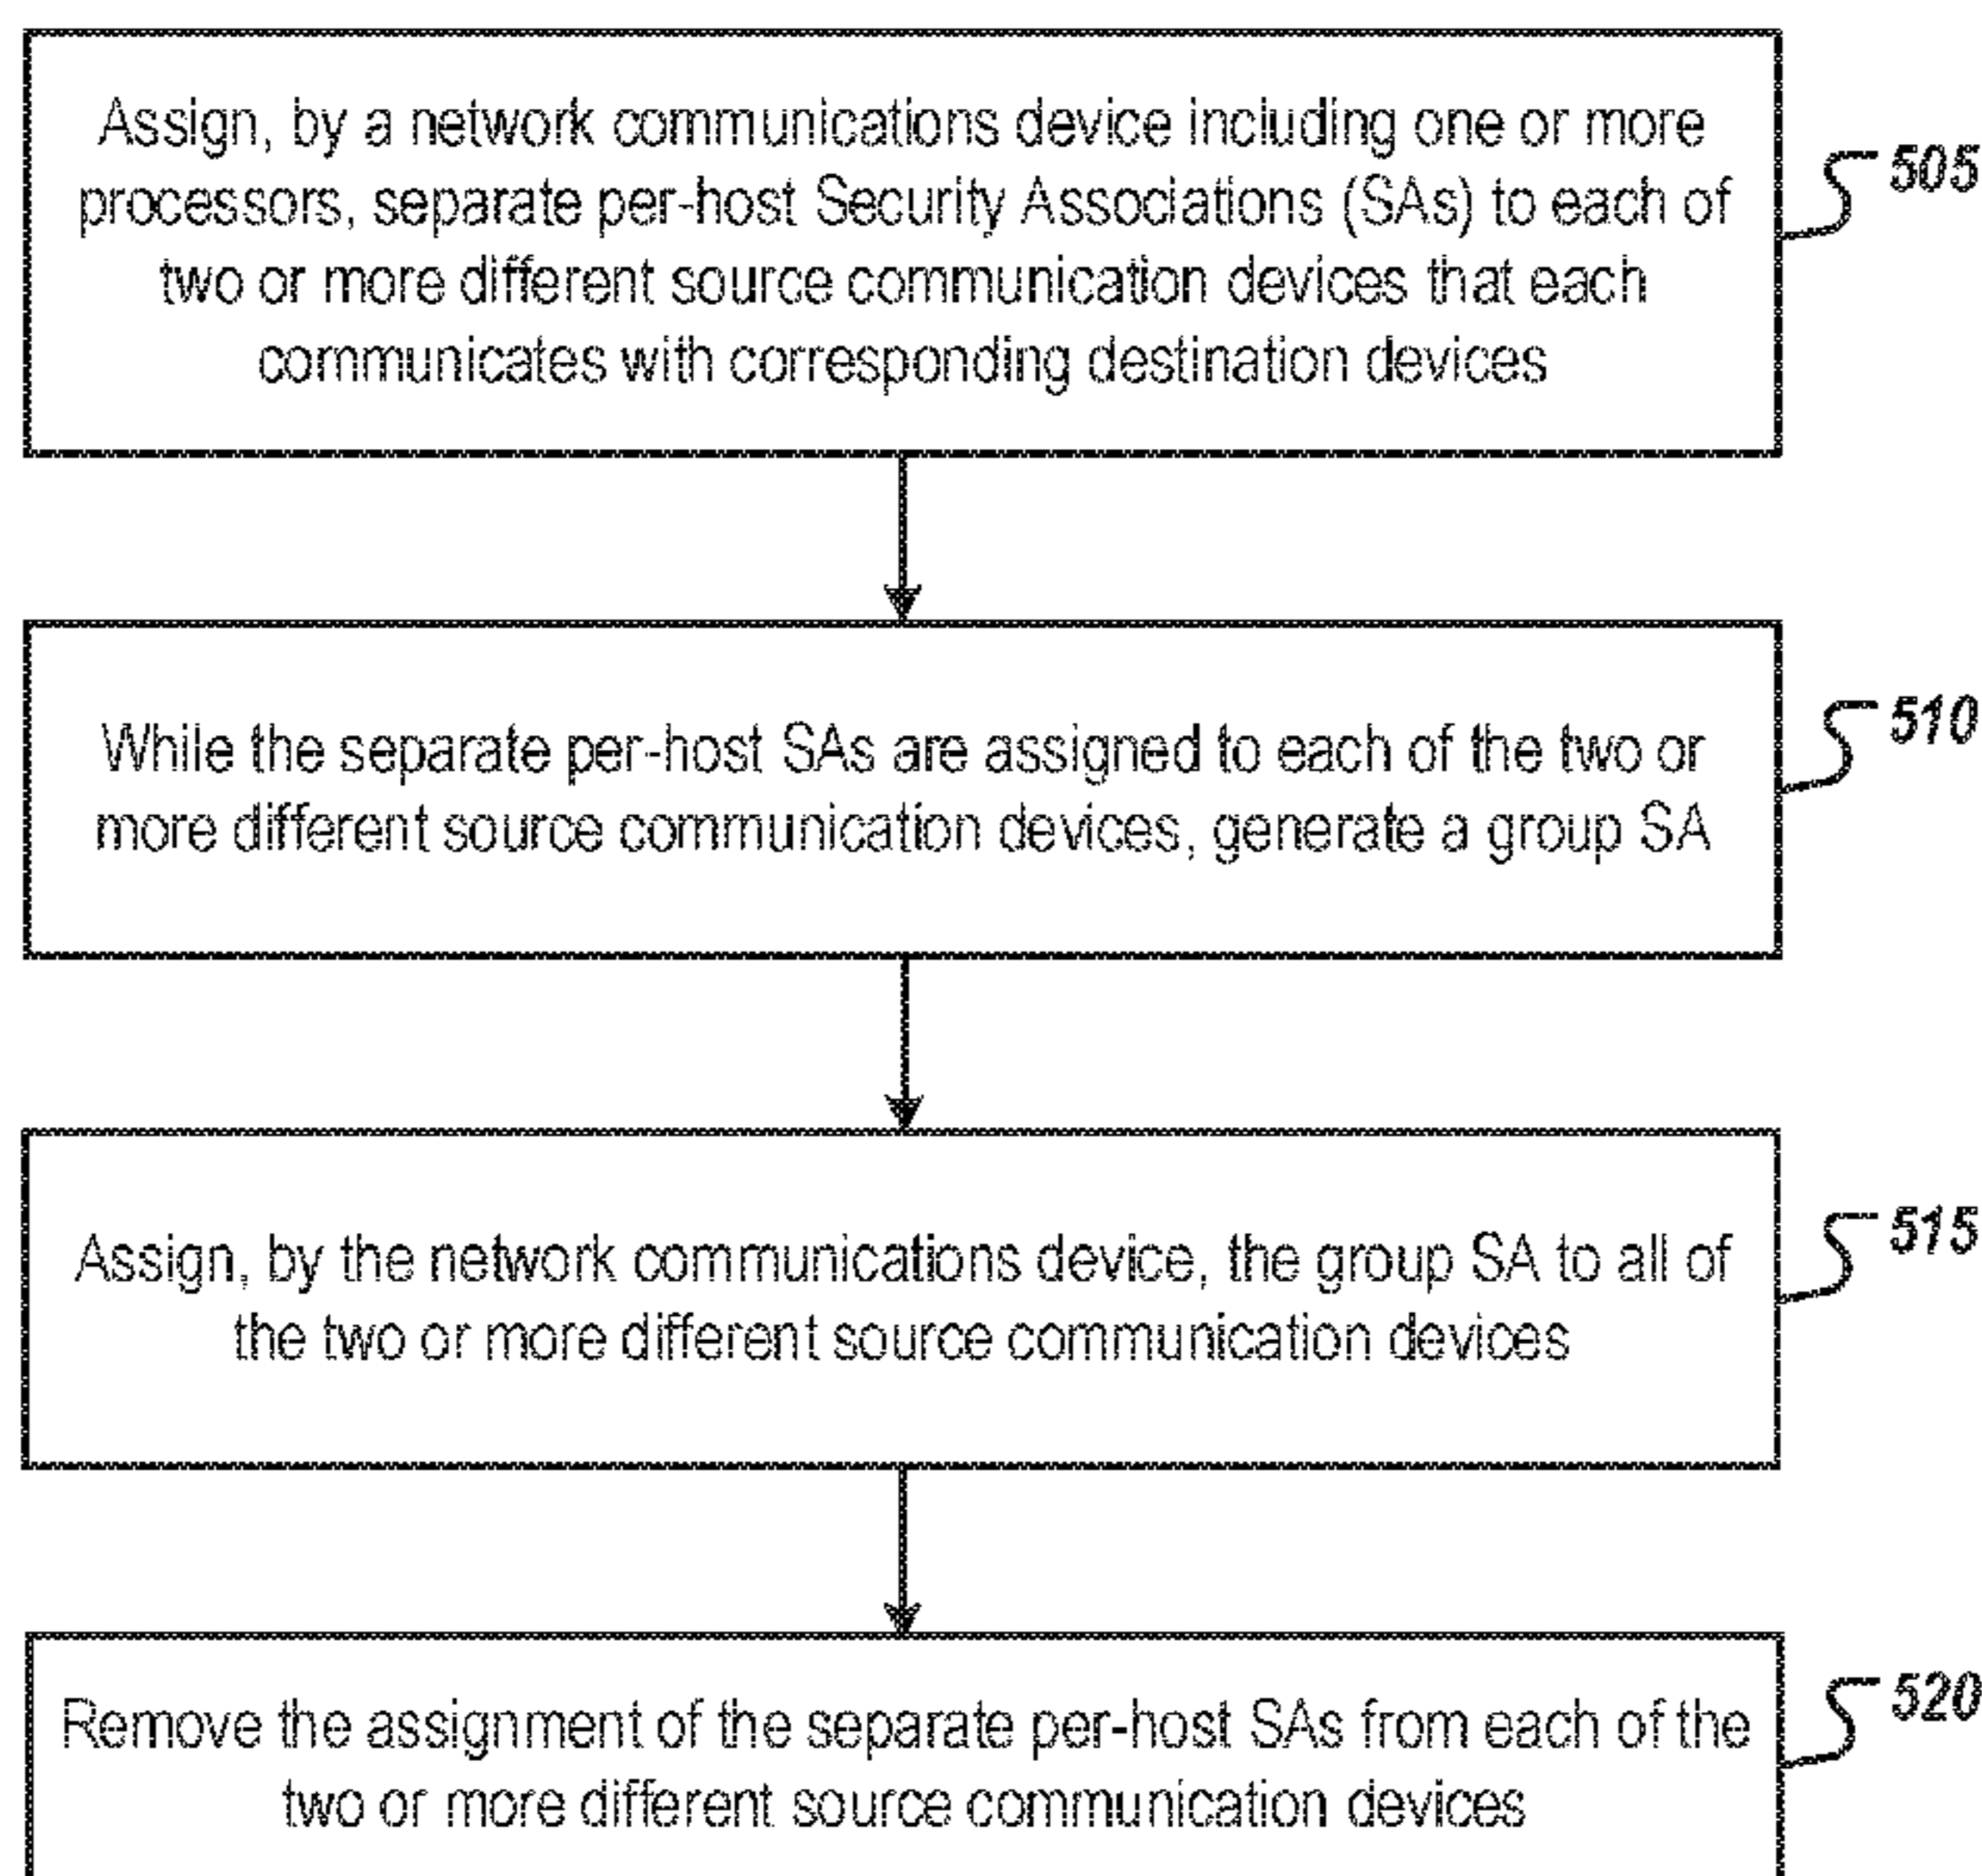 Assign, by a network communications device including one or more
processors, separate per-host Security Associations (SAs) to each of
two or more different source communication devices that each
communicates with corresponding destination devices
505
While the separate per-host SAs are assigned to each of the two or
more different source communication devices, generate a group SA
510
Assign, by the network communications device, the group SA to all of
the two or more different source communication devices
515
Remove the assignment of the separate per-host SAs from each of the
two or more different source communication devices
520